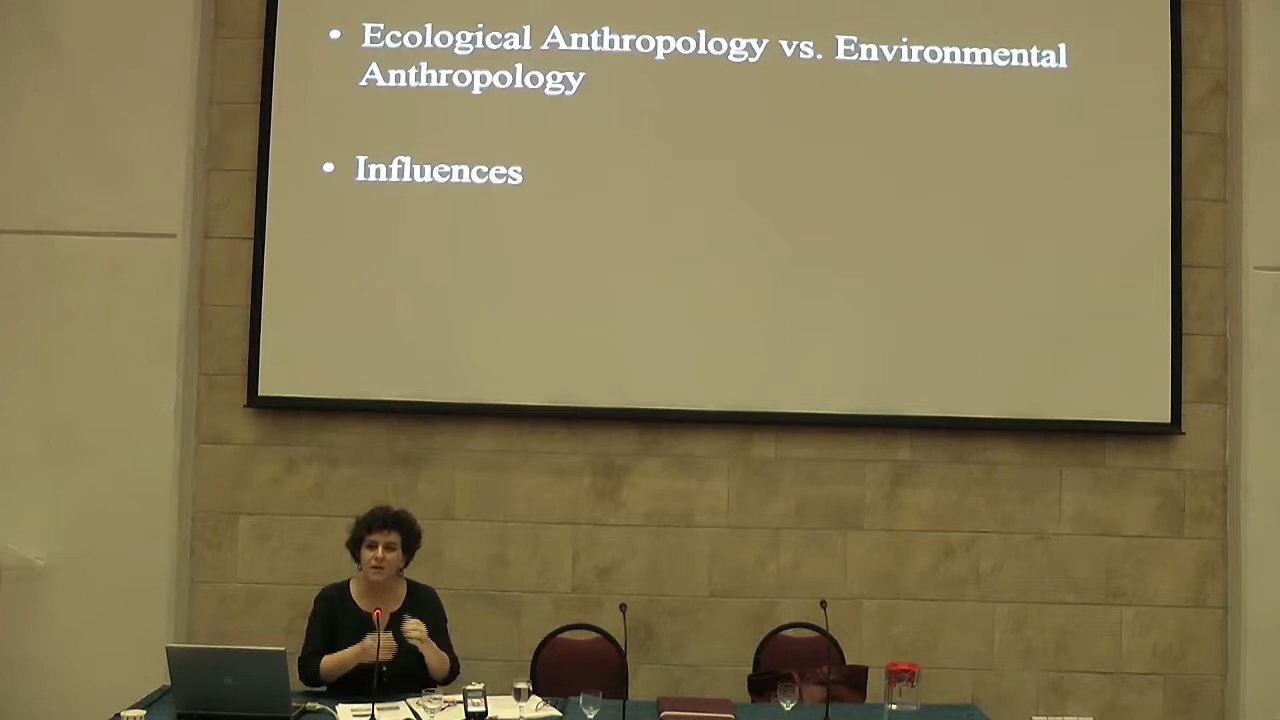 • Ecological Anthropology vs. Environmental
Anthropology
• Influences